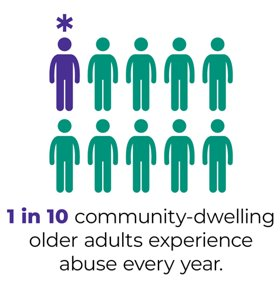 *
1 in 10 community-dwelling
older adults experience
abuse every year.